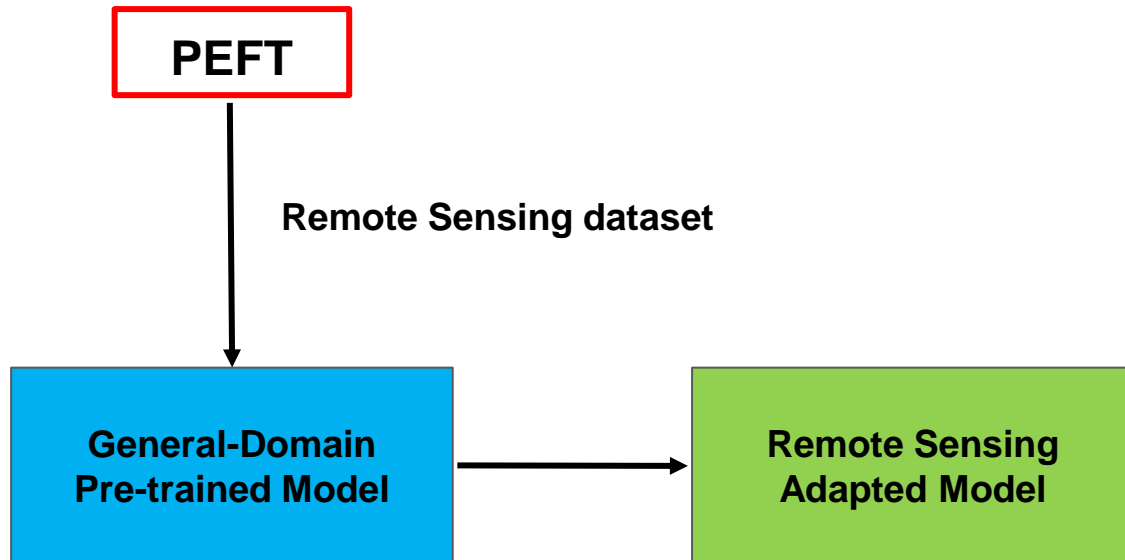 PEFT
Remote Sensing dataset
General-Domain
Pre-trained Model
Remote Sensing
Adapted Model